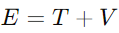 E = T + V